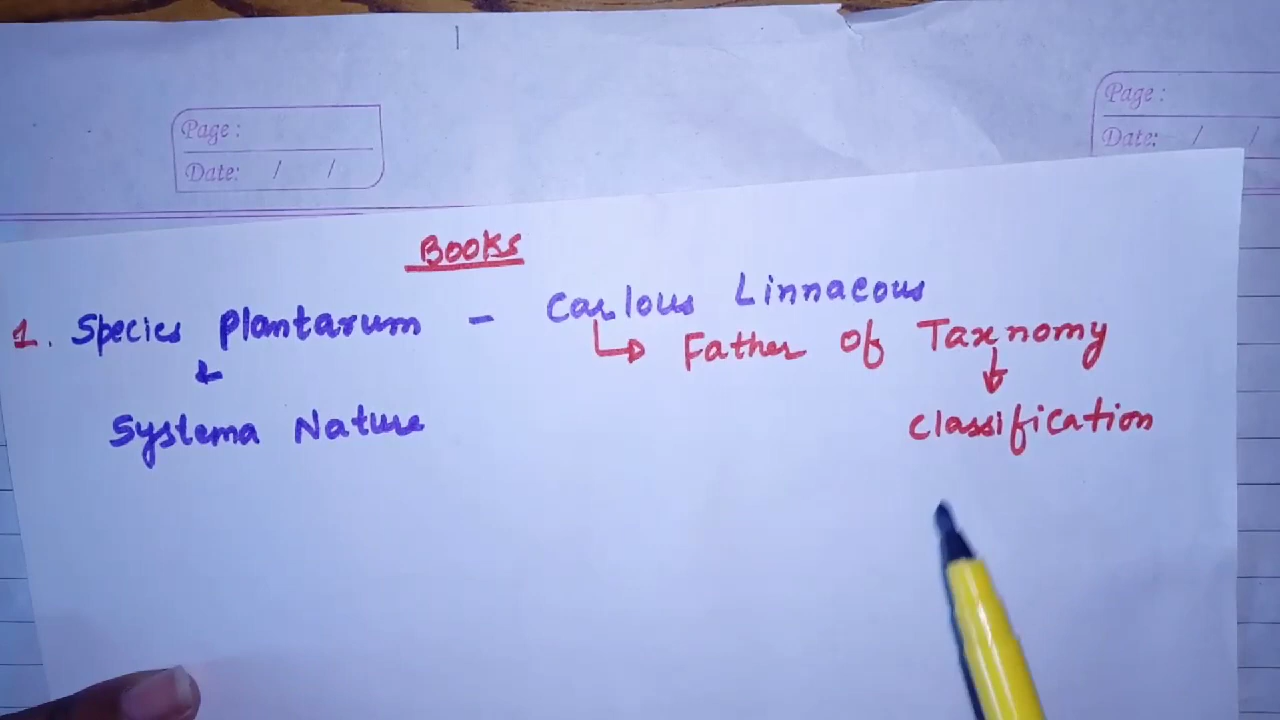 Page :
Date: / /
Page :
Date: / /
Books
1. Species Plantarum - Carlous Linnaeous
Father of Taxnomy
Systema Nature
Classification